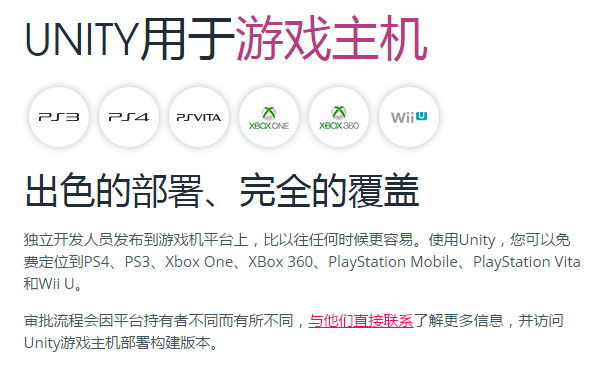 UNITY用于游戏主机
PS3 PS4 PSVITA XBOX ONE XBOX 360 Wii U
出色的部署、完全的覆盖
独立开发人员发布到游戏机平台上，比以往任何时候更容易。使用Unity，您可以免
费定位到PS4、PS3、Xbox One、XBox 360、PlayStation Mobile、PlayStation Vita
和Wii U。
审批流程会因平台持有者不同而有所不同，与他们直接联系了解更多信息，并访问
Unity游戏主机部署构建版本。